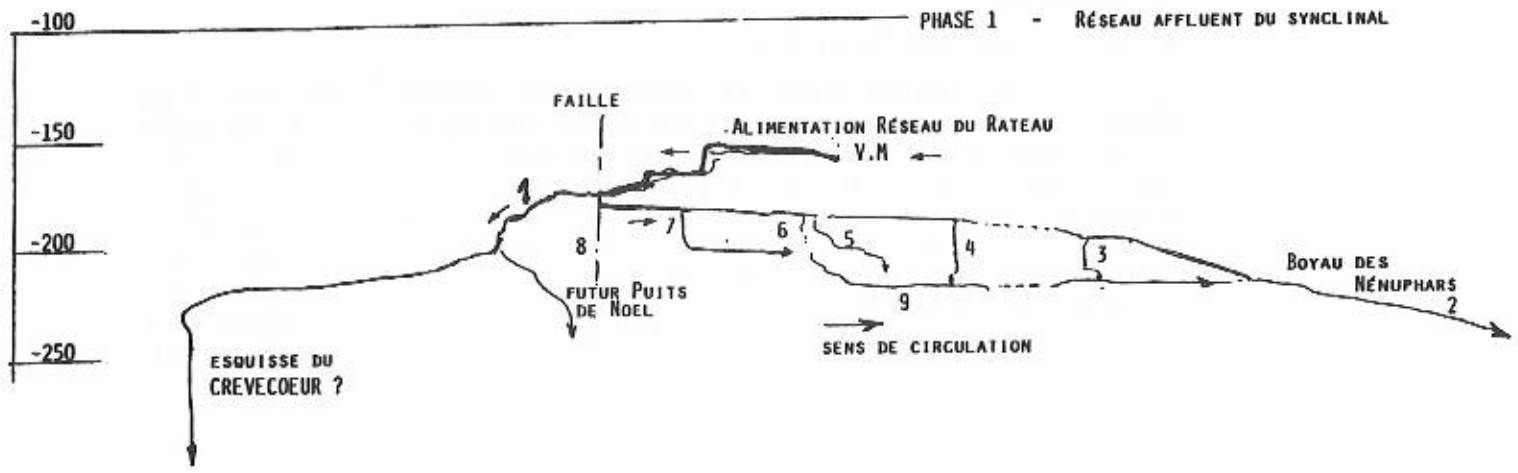 -100
PHASE 1 - RÉSEAU AFFLUENT DU SYNCLINAL
FAILLE
-150
ALIMENTATION RÉSEAU DU RATEAU
V.M
1
-200
8
7
6
5
4
3
BOYAU DES
NÉNUPHARS
2
FUTUR PUITS
DE NOEL
9
SENS DE CIRCULATION
-250
ESQUISSE DU
CREVECOEUR ?